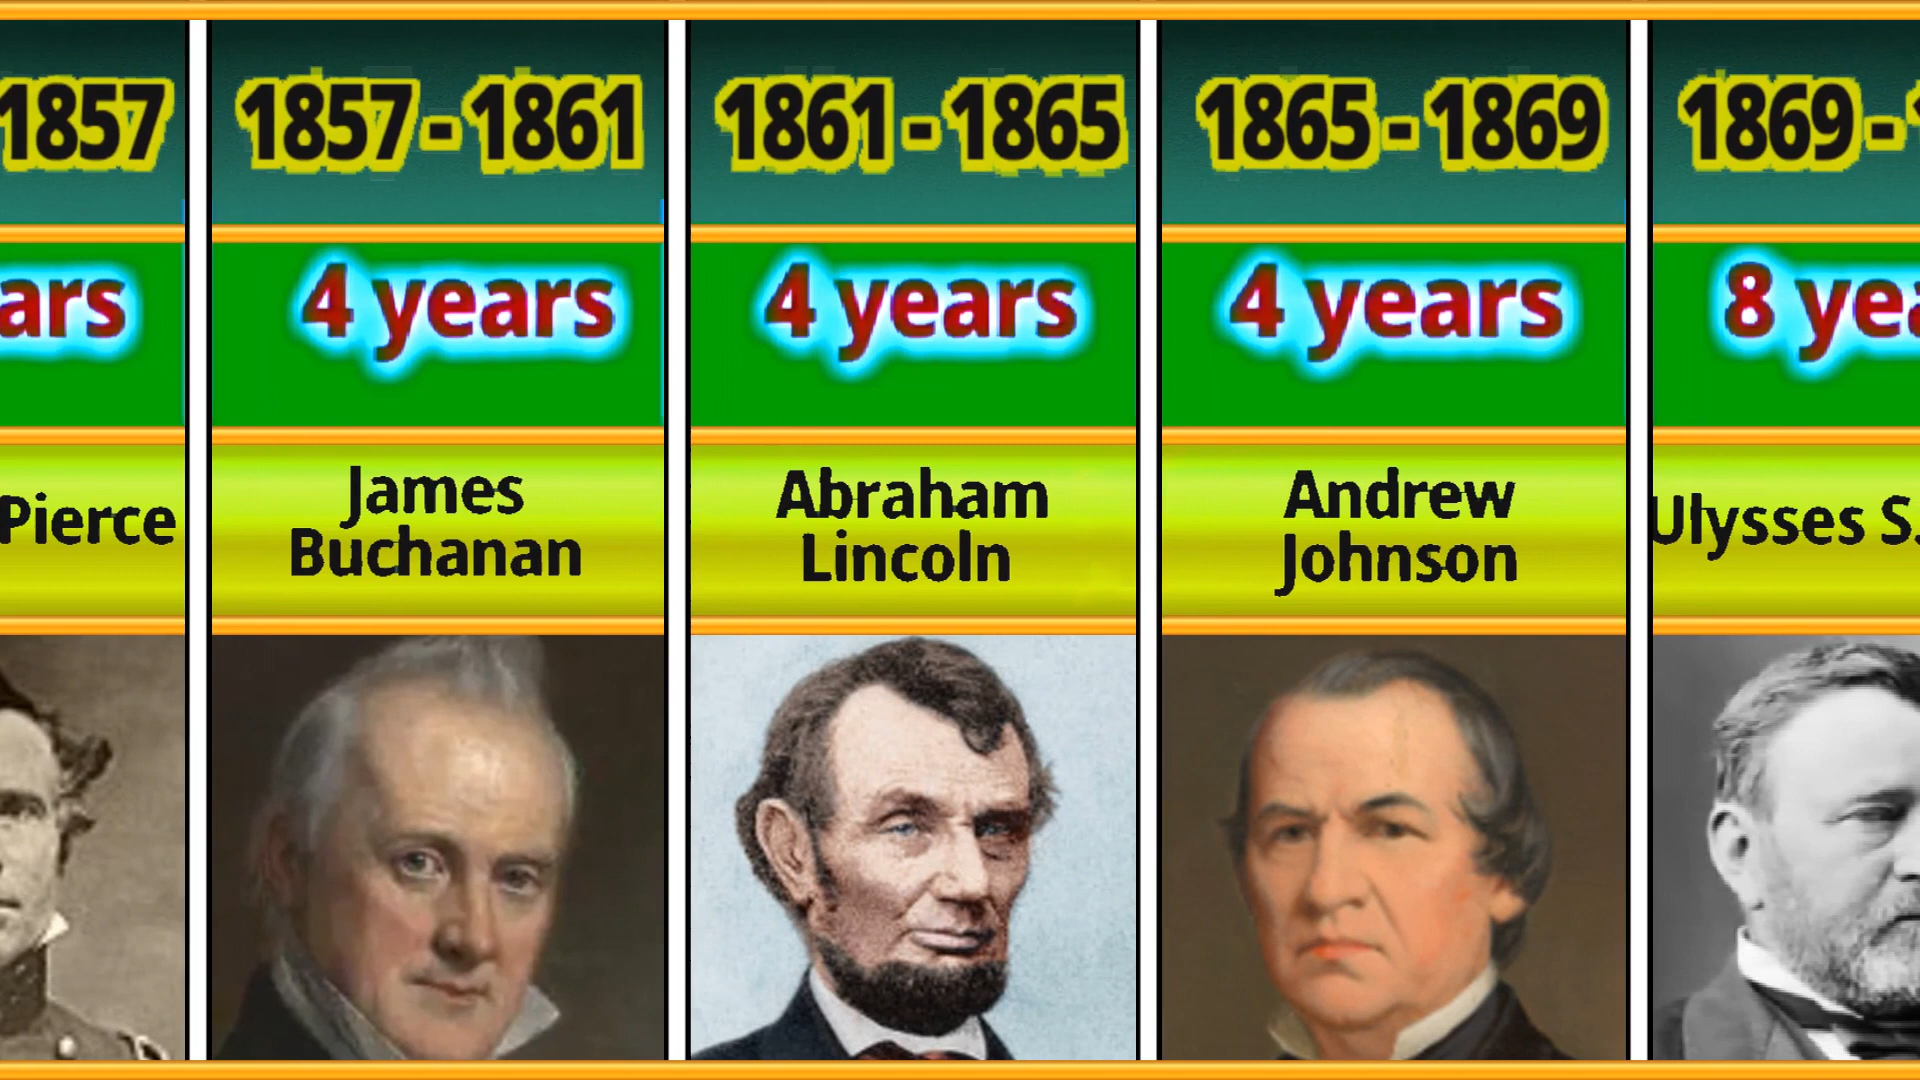 1857
1857-1861
1861-1865
1865-1869
1869-
ars
4 years
4 years
4 years
8 yea
Pierce
James
Buchanan
Abraham
Lincoln
Andrew
Johnson
Ulysses S.